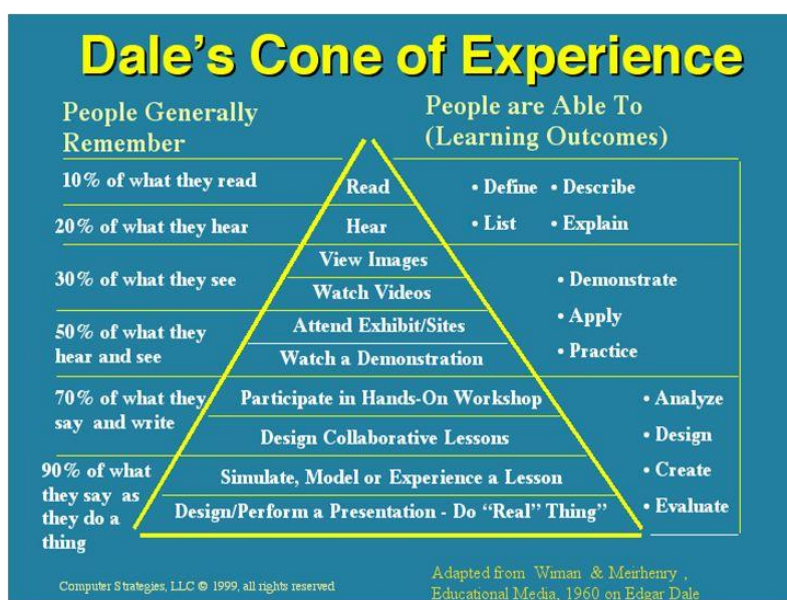 Dale's Cone of Experience
People Generally
Remember
People are Able To
(Learning Outcomes)
10% of what they read
Read
• Define • Describe
20% of what they hear
Hear
• List • Explain
30% of what they see
View Images
Watch Videos
• Demonstrate
50% of what they
hear and see
Attend Exhibit/Sites
Watch a Demonstration
• Apply
• Practice
70% of what they
say and write
Participate in Hands-On Workshop
Design Collaborative Lessons
• Analyze
• Design
90% of what
they say as
they do a
thing
Simulate, Model or Experience a Lesson
Design/Perform a Presentation - Do “Real” Thing”
• Create
• Evaluate
Computer Strategies, LLC © 1999, all rights reserved
Adapted from Wiman & Meirhenry ,
Educational Media, 1960 on Edgar Dale